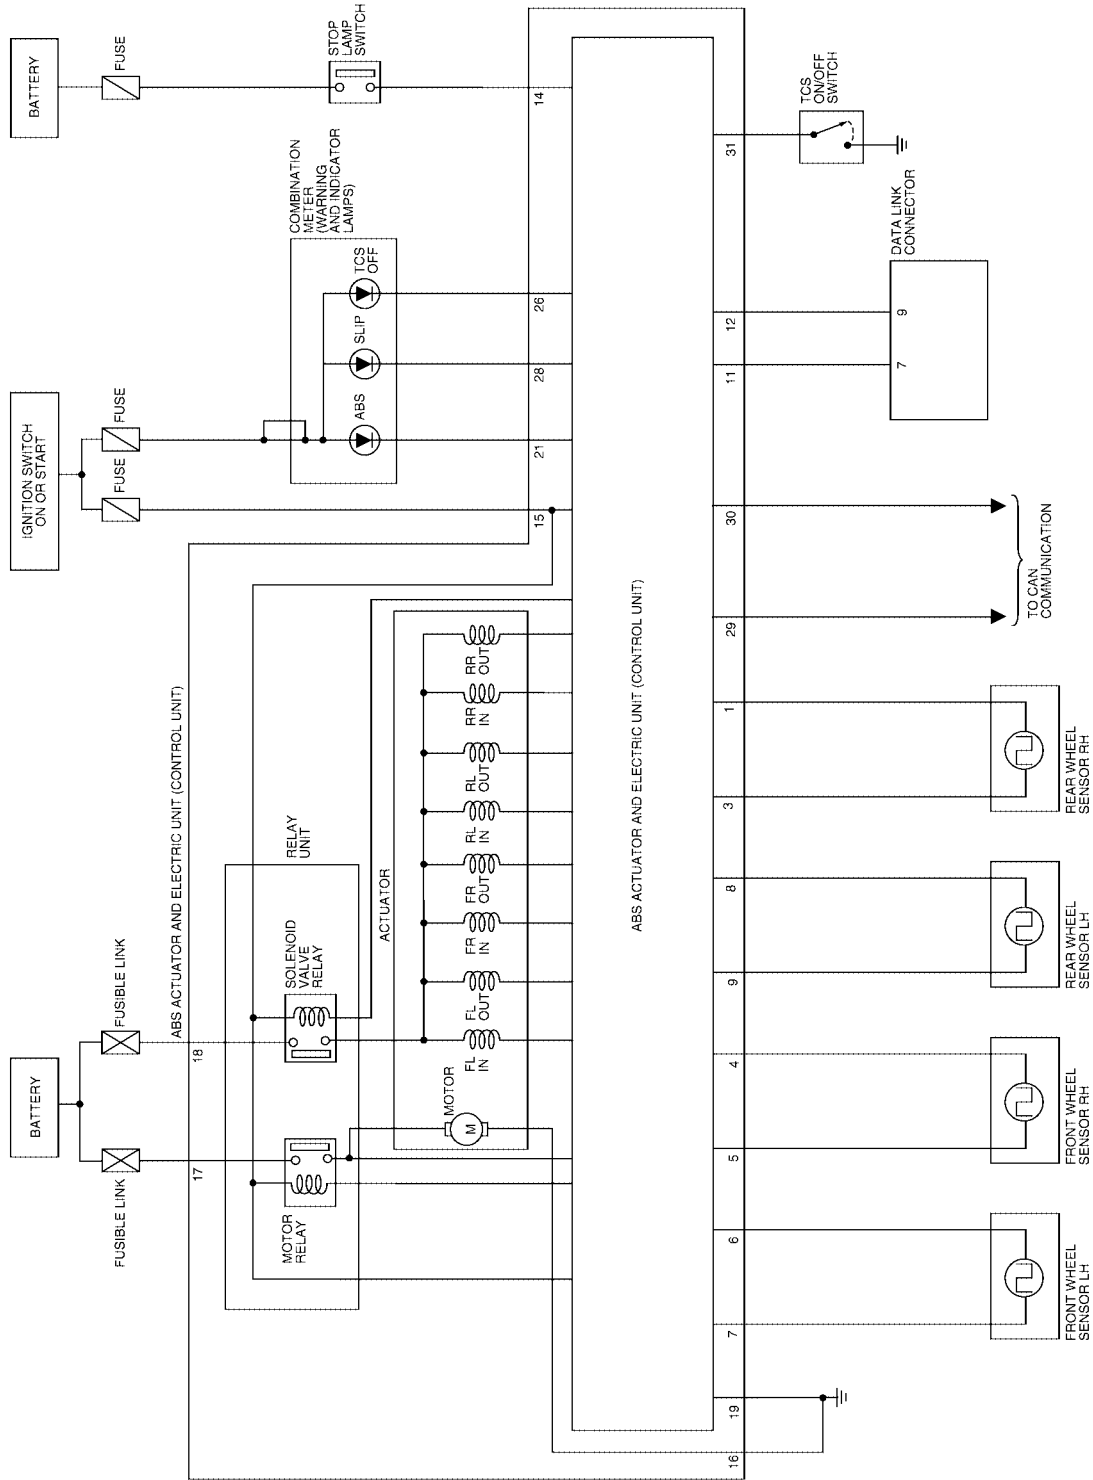 BATTERY
FUSIBLE LINK
FUSIBLE LINK
IGNITION SWITCH
ON OR START
FUSE
FUSE
BATTERY
FUSE
STOP
LAMP
SWITCH
ABS ACTUATOR AND ELECTRIC UNIT (CONTROL UNIT)
17
18
MOTOR
RELAY
SOLENOID
VALVE
RELAY
RELAY
UNIT
COMBINATION
METER
(WARNING
AND INDICATOR
LAMPS)
ABS
SLIP
TCS
OFF
ACTUATOR
MOTOR
M
FL
IN
FL
OUT
FR
IN
FR
OUT
RL
IN
RL
OUT
RR
IN
RR
OUT
15
21
28
26
14
ABS ACTUATOR AND ELECTRIC UNIT (CONTROL UNIT)
16
19
7
6
5
4
9
8
3
1
29
30
11
12
31
TCS
ON/OFF
SWITCH
DATA LINK
CONNECTOR
7
9
TO CAN
COMMUNICATION
FRONT WHEEL
SENSOR LH
FRONT WHEEL
SENSOR RH
REAR WHEEL
SENSOR LH
REAR WHEEL
SENSOR RH